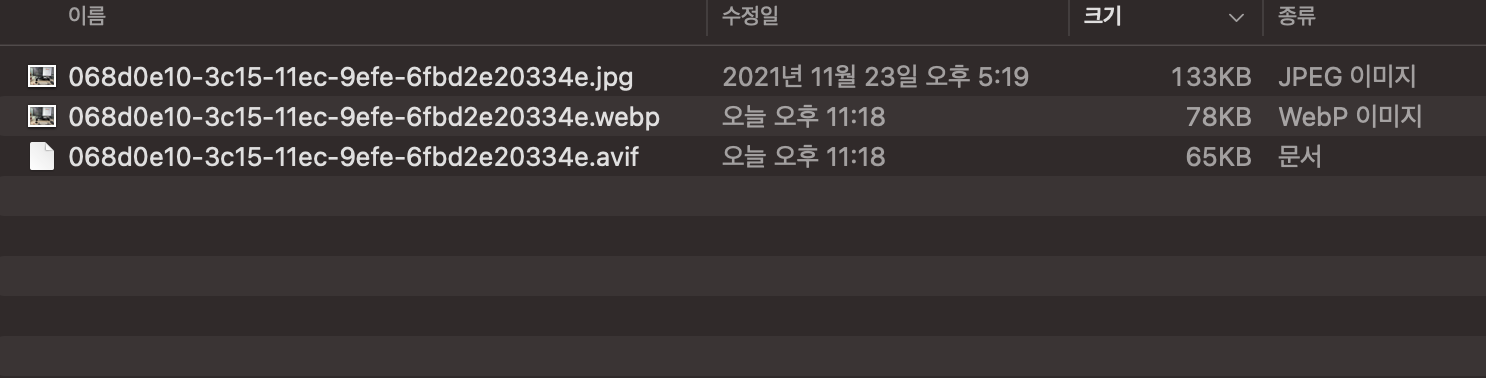 이름 수정일 크기 종류
068d0e10-3c15-11ec-9efe-6fbd2e20334e.jpg 2021년 11월 23일 오후 5:19 133KB JPEG 이미지
068d0e10-3c15-11ec-9efe-6fbd2e20334e.webp 오늘 오후 11:18 78KB WebP 이미지
068d0e10-3c15-11ec-9efe-6fbd2e20334e.avif 오늘 오후 11:18 65KB 문서